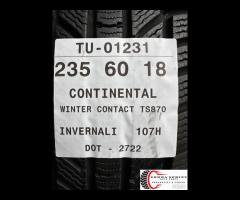 TU-01231
235 60 18
CONTINENTAL
WINTER CONTACT TS870
INVERNALI 107H
DOT - 2722